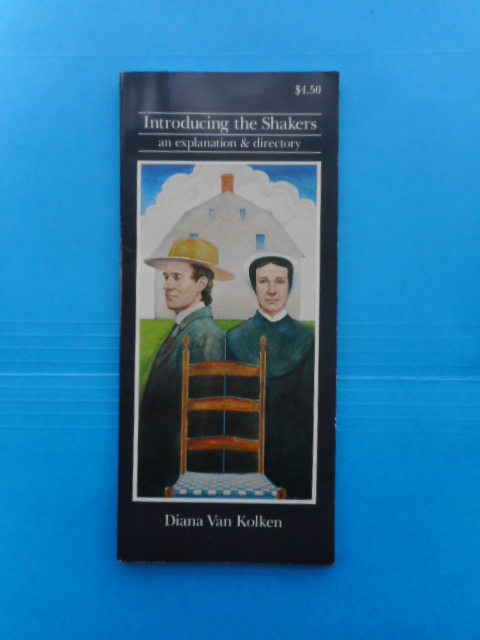 $4.50
Introducing the Shakers
an explanation & directory
Diana Van Kolken